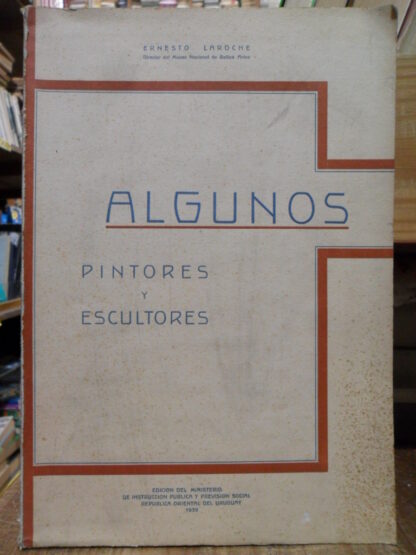 ERNESTO LAROCHE
Director del Museo Nacional de Bellas Artes
ALGUNOS
PINTORES
Y
ESCULTORES
EDICION DEL MINISTERIO
DE INSTRUCCION PUBLICA Y PREVISION SOCIAL
REPUBLICA ORIENTAL DEL URUGUAY
1939